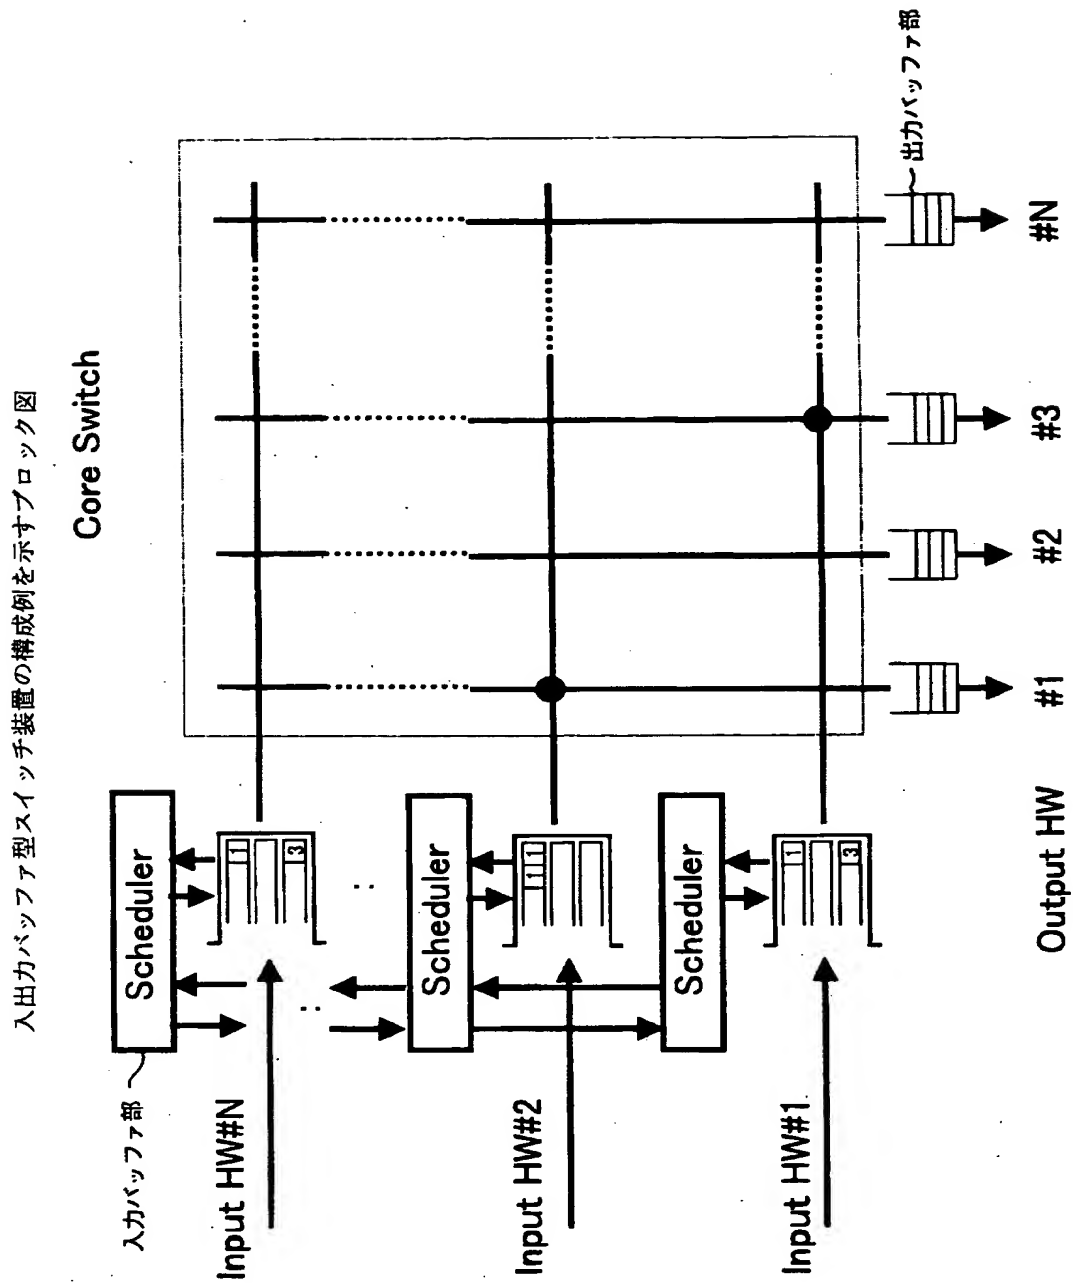 入出力バッファ型スイッチ装置の構成例を示すブロック図
Core Switch
入力バッファ部
Scheduler
Scheduler
Scheduler
Input HW#N
1
3
Input HW#2
1 1
Input HW#1
1
3
出力バッファ部
Output HW
#1
#2
#3
#N